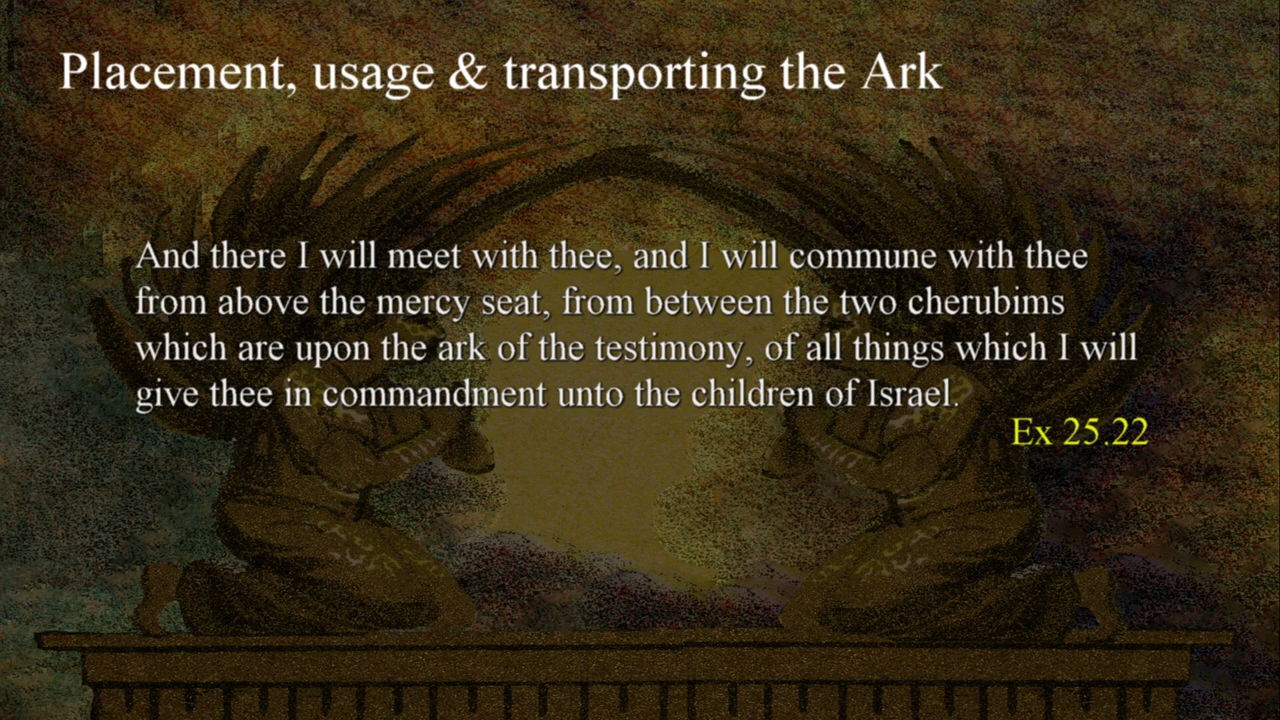 Placement, usage & transporting the Ark
And there I will meet with thee, and I will commune with thee
from above the mercy seat, from between the two cherubims
which are upon the ark of the testimony, of all things which I will
give thee in commandment unto the children of Israel.
Ex 25.22